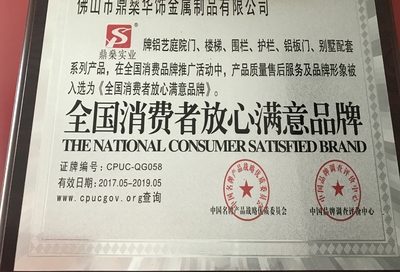 佛山市鼎燊华饰金属制品有限公司
鼎燊实业
牌铝艺庭院门、楼梯、围栏、护栏、铝板门、别墅配套
系列产品，在全国消费品牌推广活动中，产品质量售后服务及品牌形象被
入选为《全国消费者放心满意品牌》。
全国消费者放心满意品牌
THE NATIONAL CONSUMER SATISFIED BRAND
证牌编号：CPUC-QG058
有效日期：2017.05-2019.05
www.cpucgov.org查询
中国名牌产品战略优质委员会
中国品牌调查评价中心